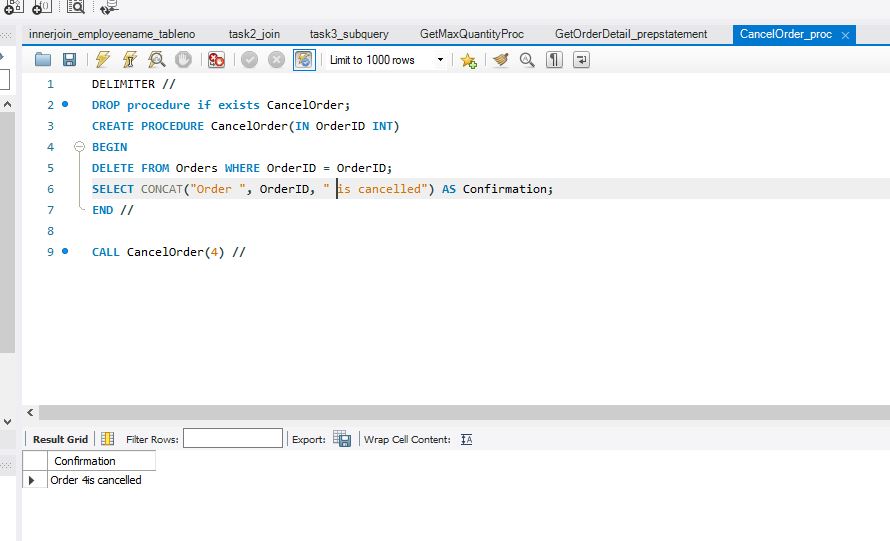 innerjoin_employeename_tableno task2_join task3_subquery GetMaxQuantityProc GetOrderDetail_prepstatement CancelOrder_proc
Limit to 1000 rows
1 DELIMITER //
2 DROP procedure if exists CancelOrder;
3 CREATE PROCEDURE CancelOrder(IN OrderID INT)
4 BEGIN
5 DELETE FROM Orders WHERE OrderID = OrderID;
6 SELECT CONCAT("Order ", OrderID, " is cancelled") AS Confirmation;
7 END //
8
9 CALL CancelOrder(4) //
Result Grid Filter Rows: Export: Wrap Cell Content:
Confirmation
Order 4is cancelled